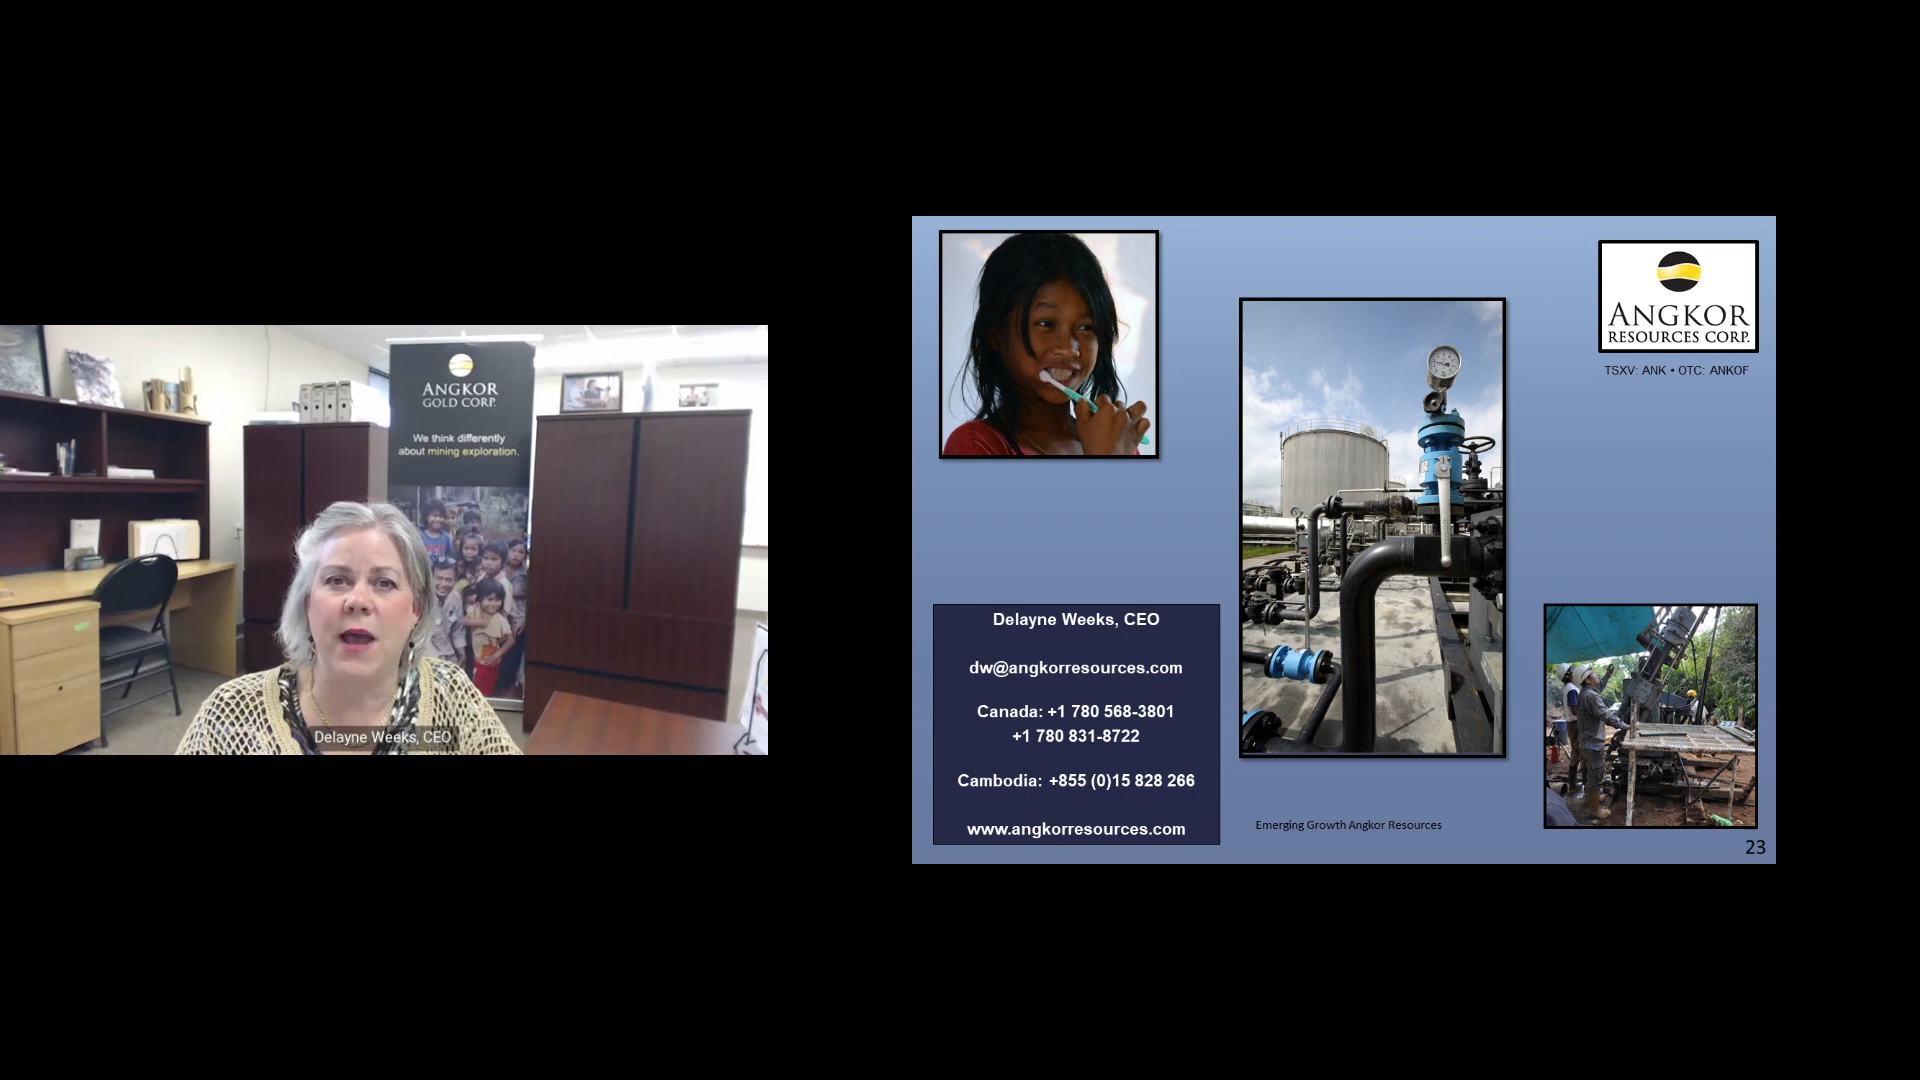 ANGKOR
GOLD CORP.
We think differently
about mining exploration.
Delayne Weeks, CEO
ANGKOR
RESOURCES CORP.
TSXV: ANK • OTC: ANKOF
Delayne Weeks, CEO
dw@angkorresources.com
Canada: +1 780 568-3801
+1 780 831-8722
Cambodia: +855 (0)15 828 266
www.angkorresources.com
Emerging Growth Angkor Resources
23